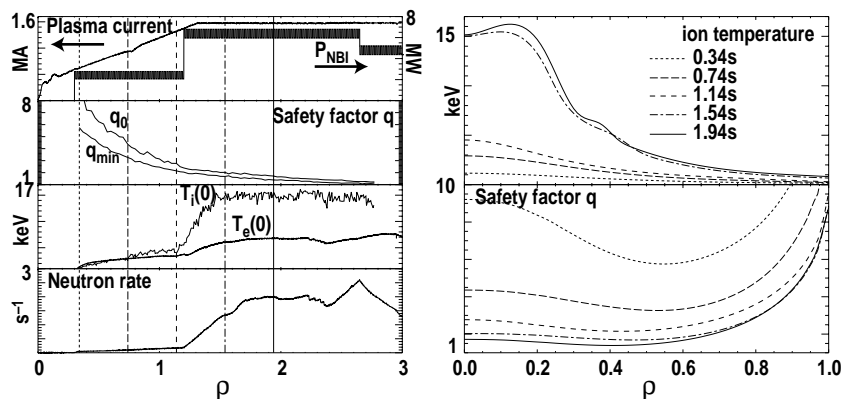 1.6
Plasma current
MA
P_NBI
8
MW
8
Safety factor q
q_0
q_min
1
17
T_i(0)
T_e(0)
keV
3
Neutron rate
s^-1
0 1 2 3
ρ
15
ion temperature
0.34s
0.74s
1.14s
1.54s
1.94s
keV
10
Safety factor q
1
0.0 0.2 0.4 0.6 0.8 1.0
ρ